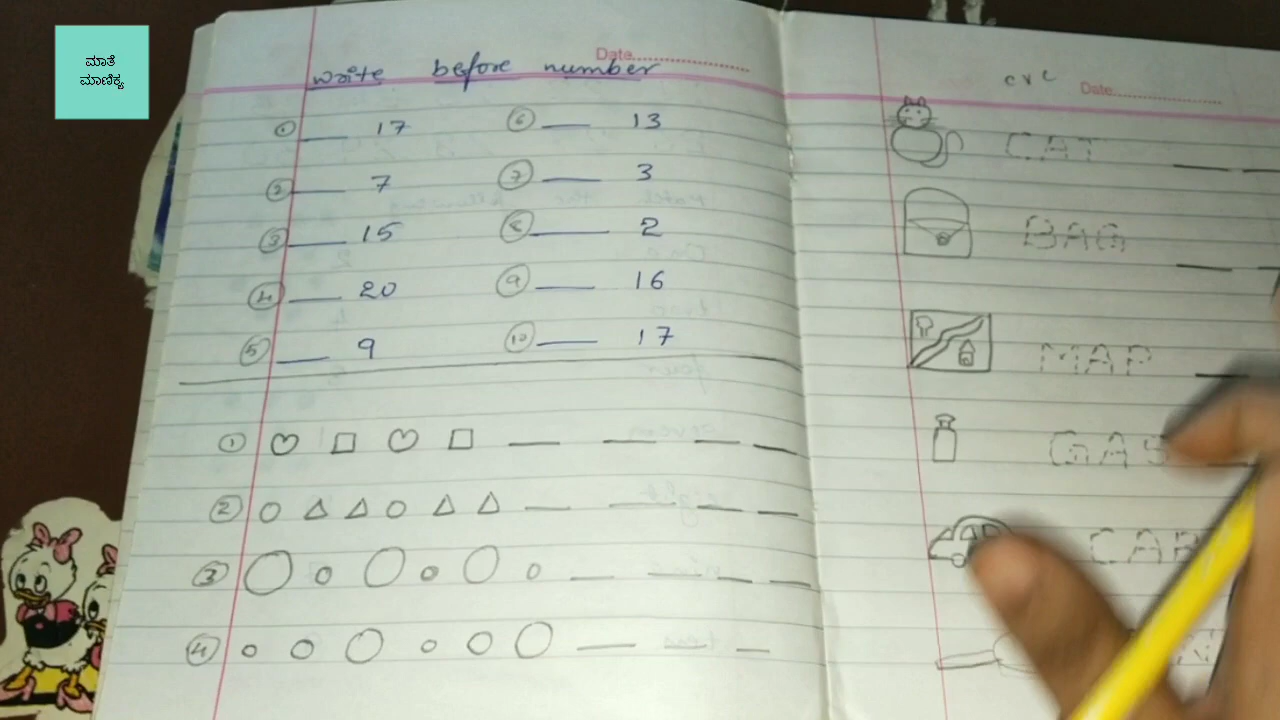 ಮಾತೆ
ಮಾಣಿಕ್ಯ
Date
write before number
① ___ 17 ⑥ ___ 13
② ___ 7 ⑦ ___ 3
③ ___ 15 ⑧ ___ 2
④ ___ 20 ⑨ ___ 16
⑤ ___ 9 ⑩ ___ 17
①
②
③
④
cvc
Date
CAT
BAG
MAP
GAS
CAR